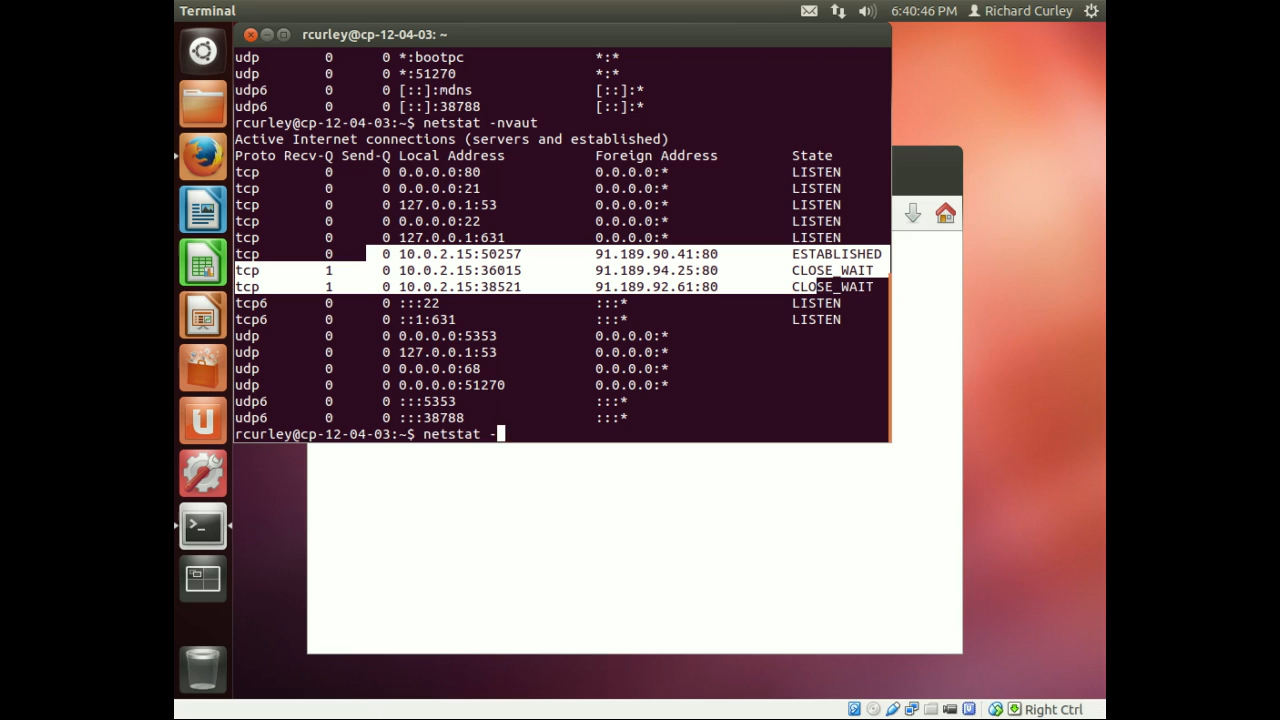 Terminal 6:40:46 PM Richard Curley
rcurley@cp-12-04-03: ~
udp 0 0 *:bootpc *:*
udp 0 0 *:51270 *:*
udp6 0 0 [::]:mdns [::]:*
udp6 0 0 [::]:38788 [::]:*
rcurley@cp-12-04-03:~$ netstat -nvaut
Active Internet connections (servers and established)
Proto Recv-Q Send-Q Local Address Foreign Address State
tcp 0 0 0.0.0.0:80 0.0.0.0:* LISTEN
tcp 0 0 0.0.0.0:21 0.0.0.0:* LISTEN
tcp 0 0 127.0.0.1:53 0.0.0.0:* LISTEN
tcp 0 0 0.0.0.0:22 0.0.0.0:* LISTEN
tcp 0 0 127.0.0.1:631 0.0.0.0:* LISTEN
tcp 0 0 10.0.2.15:50257 91.189.90.41:80 ESTABLISHED
tcp 1 0 10.0.2.15:36015 91.189.94.25:80 CLOSE_WAIT
tcp 1 0 10.0.2.15:38521 91.189.92.61:80 CLOSE_WAIT
tcp6 0 0 :::22 :::* LISTEN
tcp6 0 0 ::1:631 :::* LISTEN
udp 0 0 0.0.0.0:5353 0.0.0.0:*
udp 0 0 127.0.0.1:53 0.0.0.0:*
udp 0 0 0.0.0.0:68 0.0.0.0:*
udp 0 0 0.0.0.0:51270 0.0.0.0:*
udp6 0 0 :::5353 :::*
udp6 0 0 :::38788 :::*
rcurley@cp-12-04-03:~$ netstat -
Right Ctrl